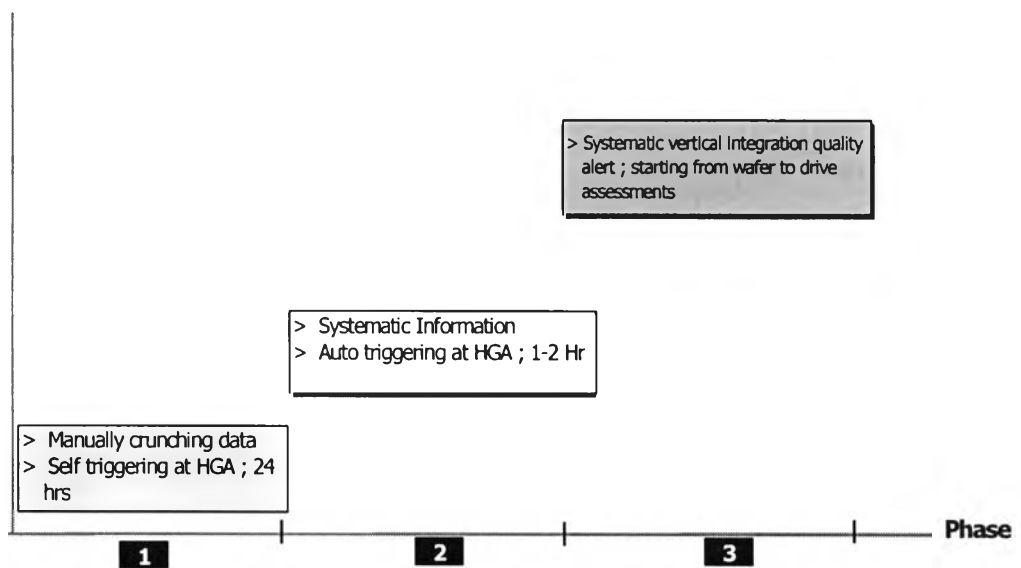 > Systematic vertical integration quality
alert ; starting from wafer to drive
assessments
> Systematic Information
> Auto triggering at HGA ; 1-2 Hr
> Manually crunching data
> Self triggering at HGA ; 24
hrs
Phase
1
2
3